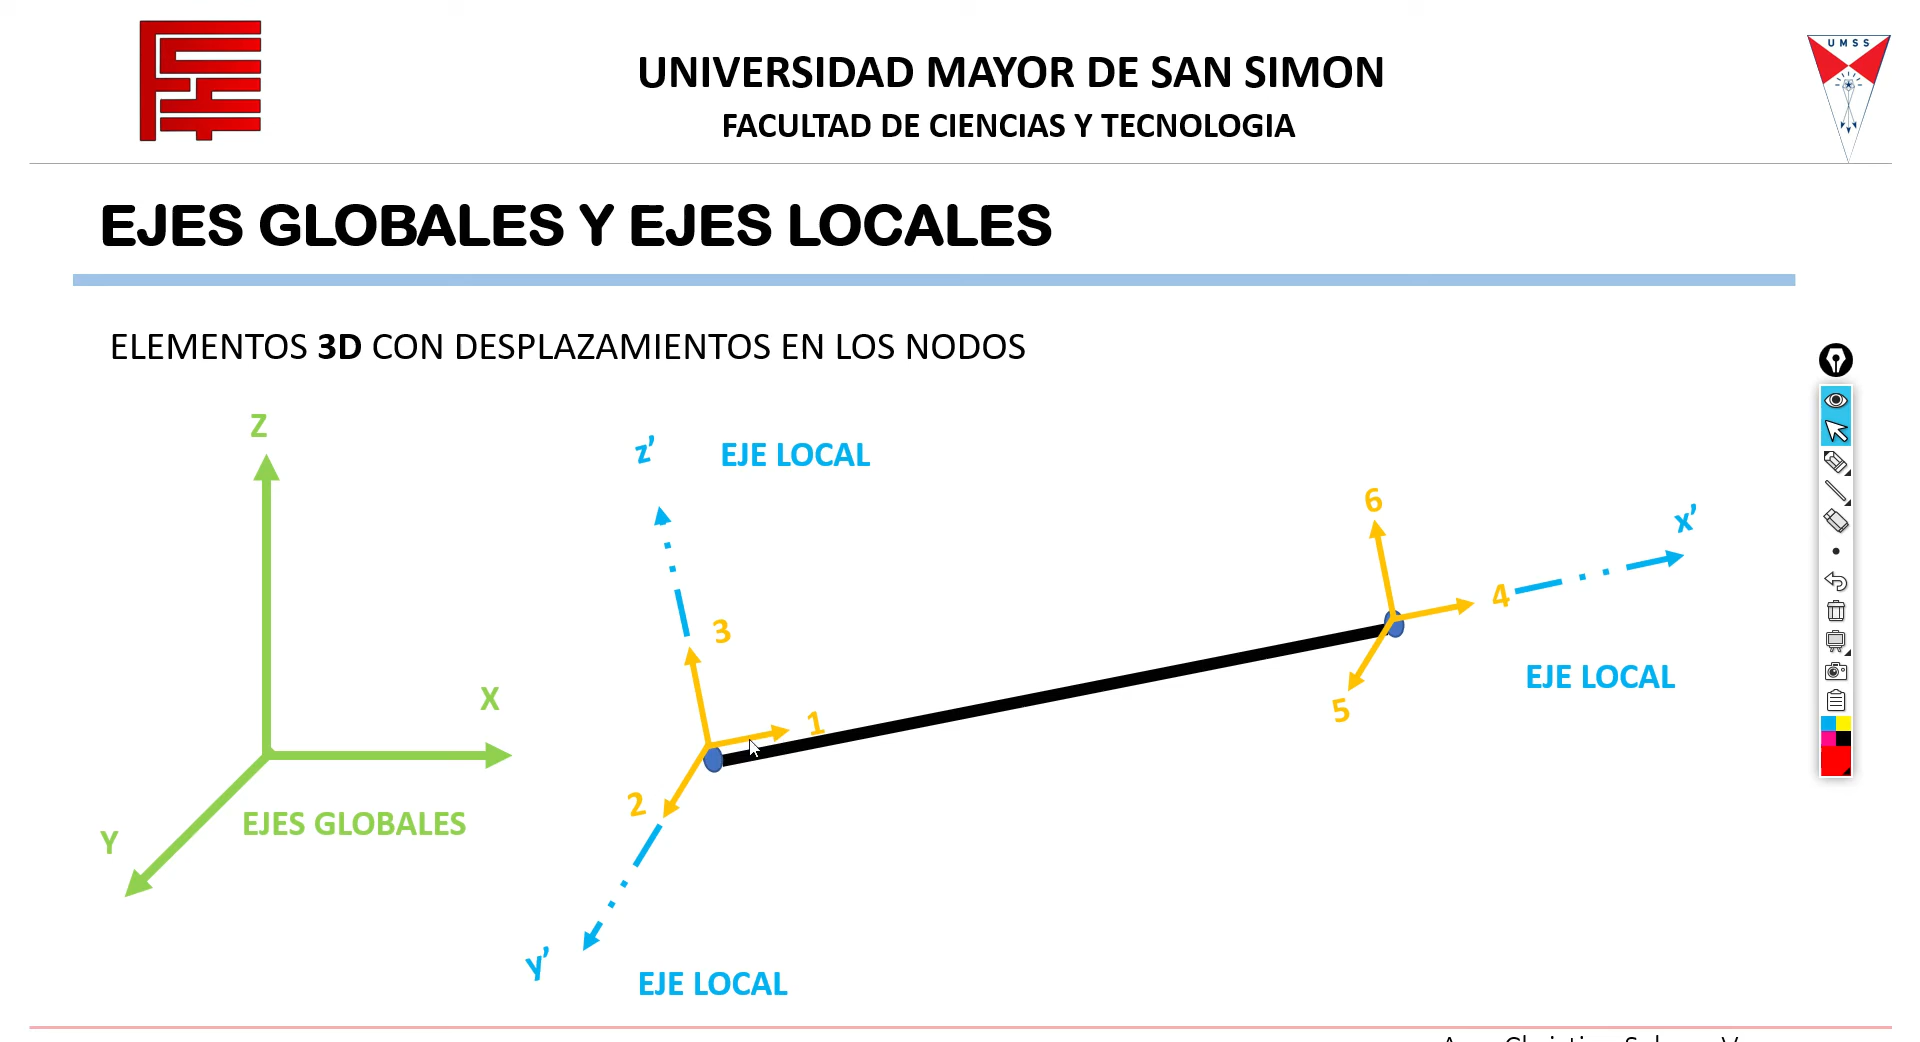 UNIVERSIDAD MAYOR DE SAN SIMON
UMSS
FACULTAD DE CIENCIAS Y TECNOLOGIA
EJES GLOBALES Y EJES LOCALES
ELEMENTOS 3D CON DESPLAZAMIENTOS EN LOS NODOS
Z
z’
EJE LOCAL
6
x’
4
3
EJE LOCAL
X
5
1
2
EJES GLOBALES
Y
y’
EJE LOCAL